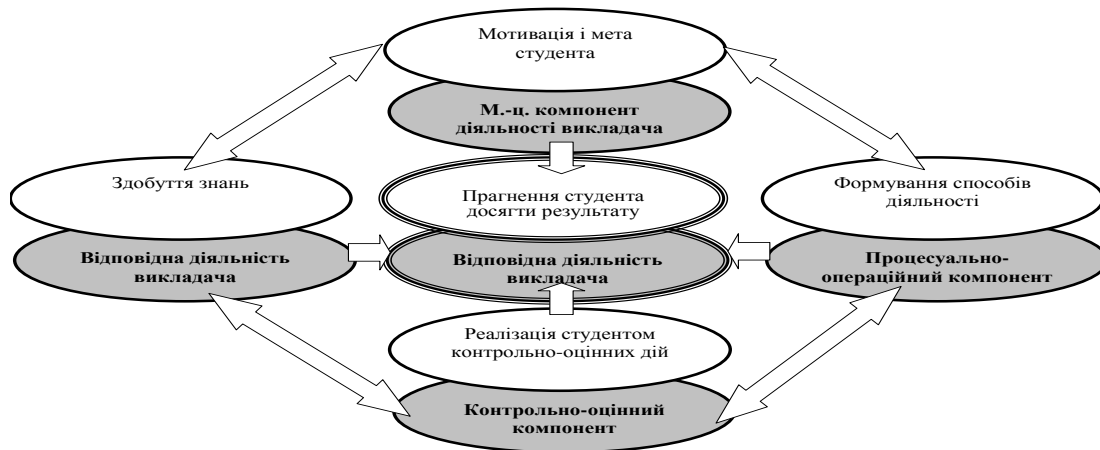 Мотивація і мета
студента
М.-ц. компонент
діяльності викладача
Здобуття знань
Прагнення студента
досягти результату
Формування способів
діяльності
Відповідна діяльність
викладача
Відповідна діяльність
викладача
Процесуально-
операційний компонент
Реалізація студентом
контрольно-оцінних дій
Контрольно-оцінний
компонент